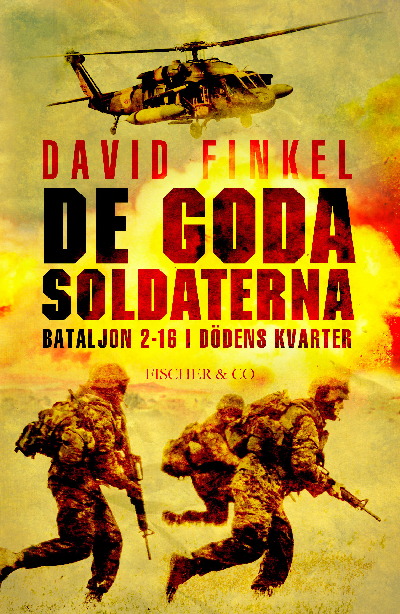 DAVID FINKEL
DE GODA
SOLDATERNA
BATALJON 2-16 I DÖDENS KVARTER
FISCHER & CO